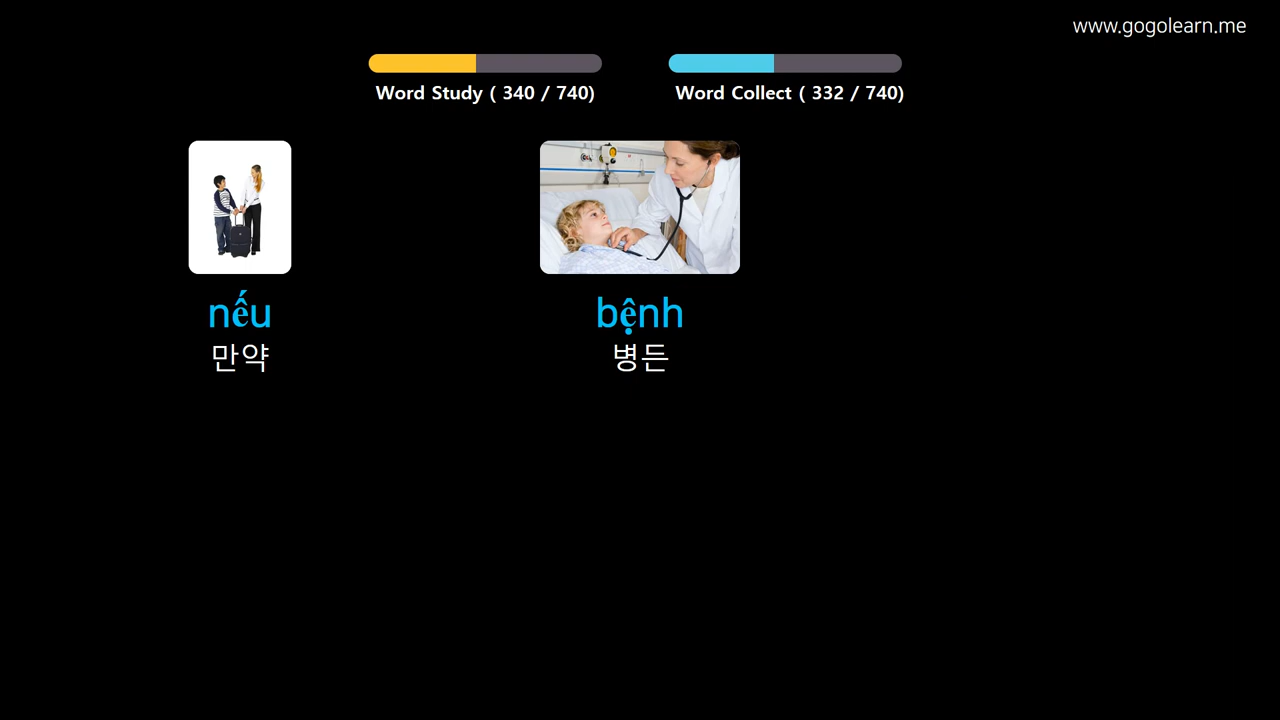 www.gogolearn.me
Word Study ( 340 / 740)
Word Collect ( 332 / 740)
nếu
만약
bệnh
병든